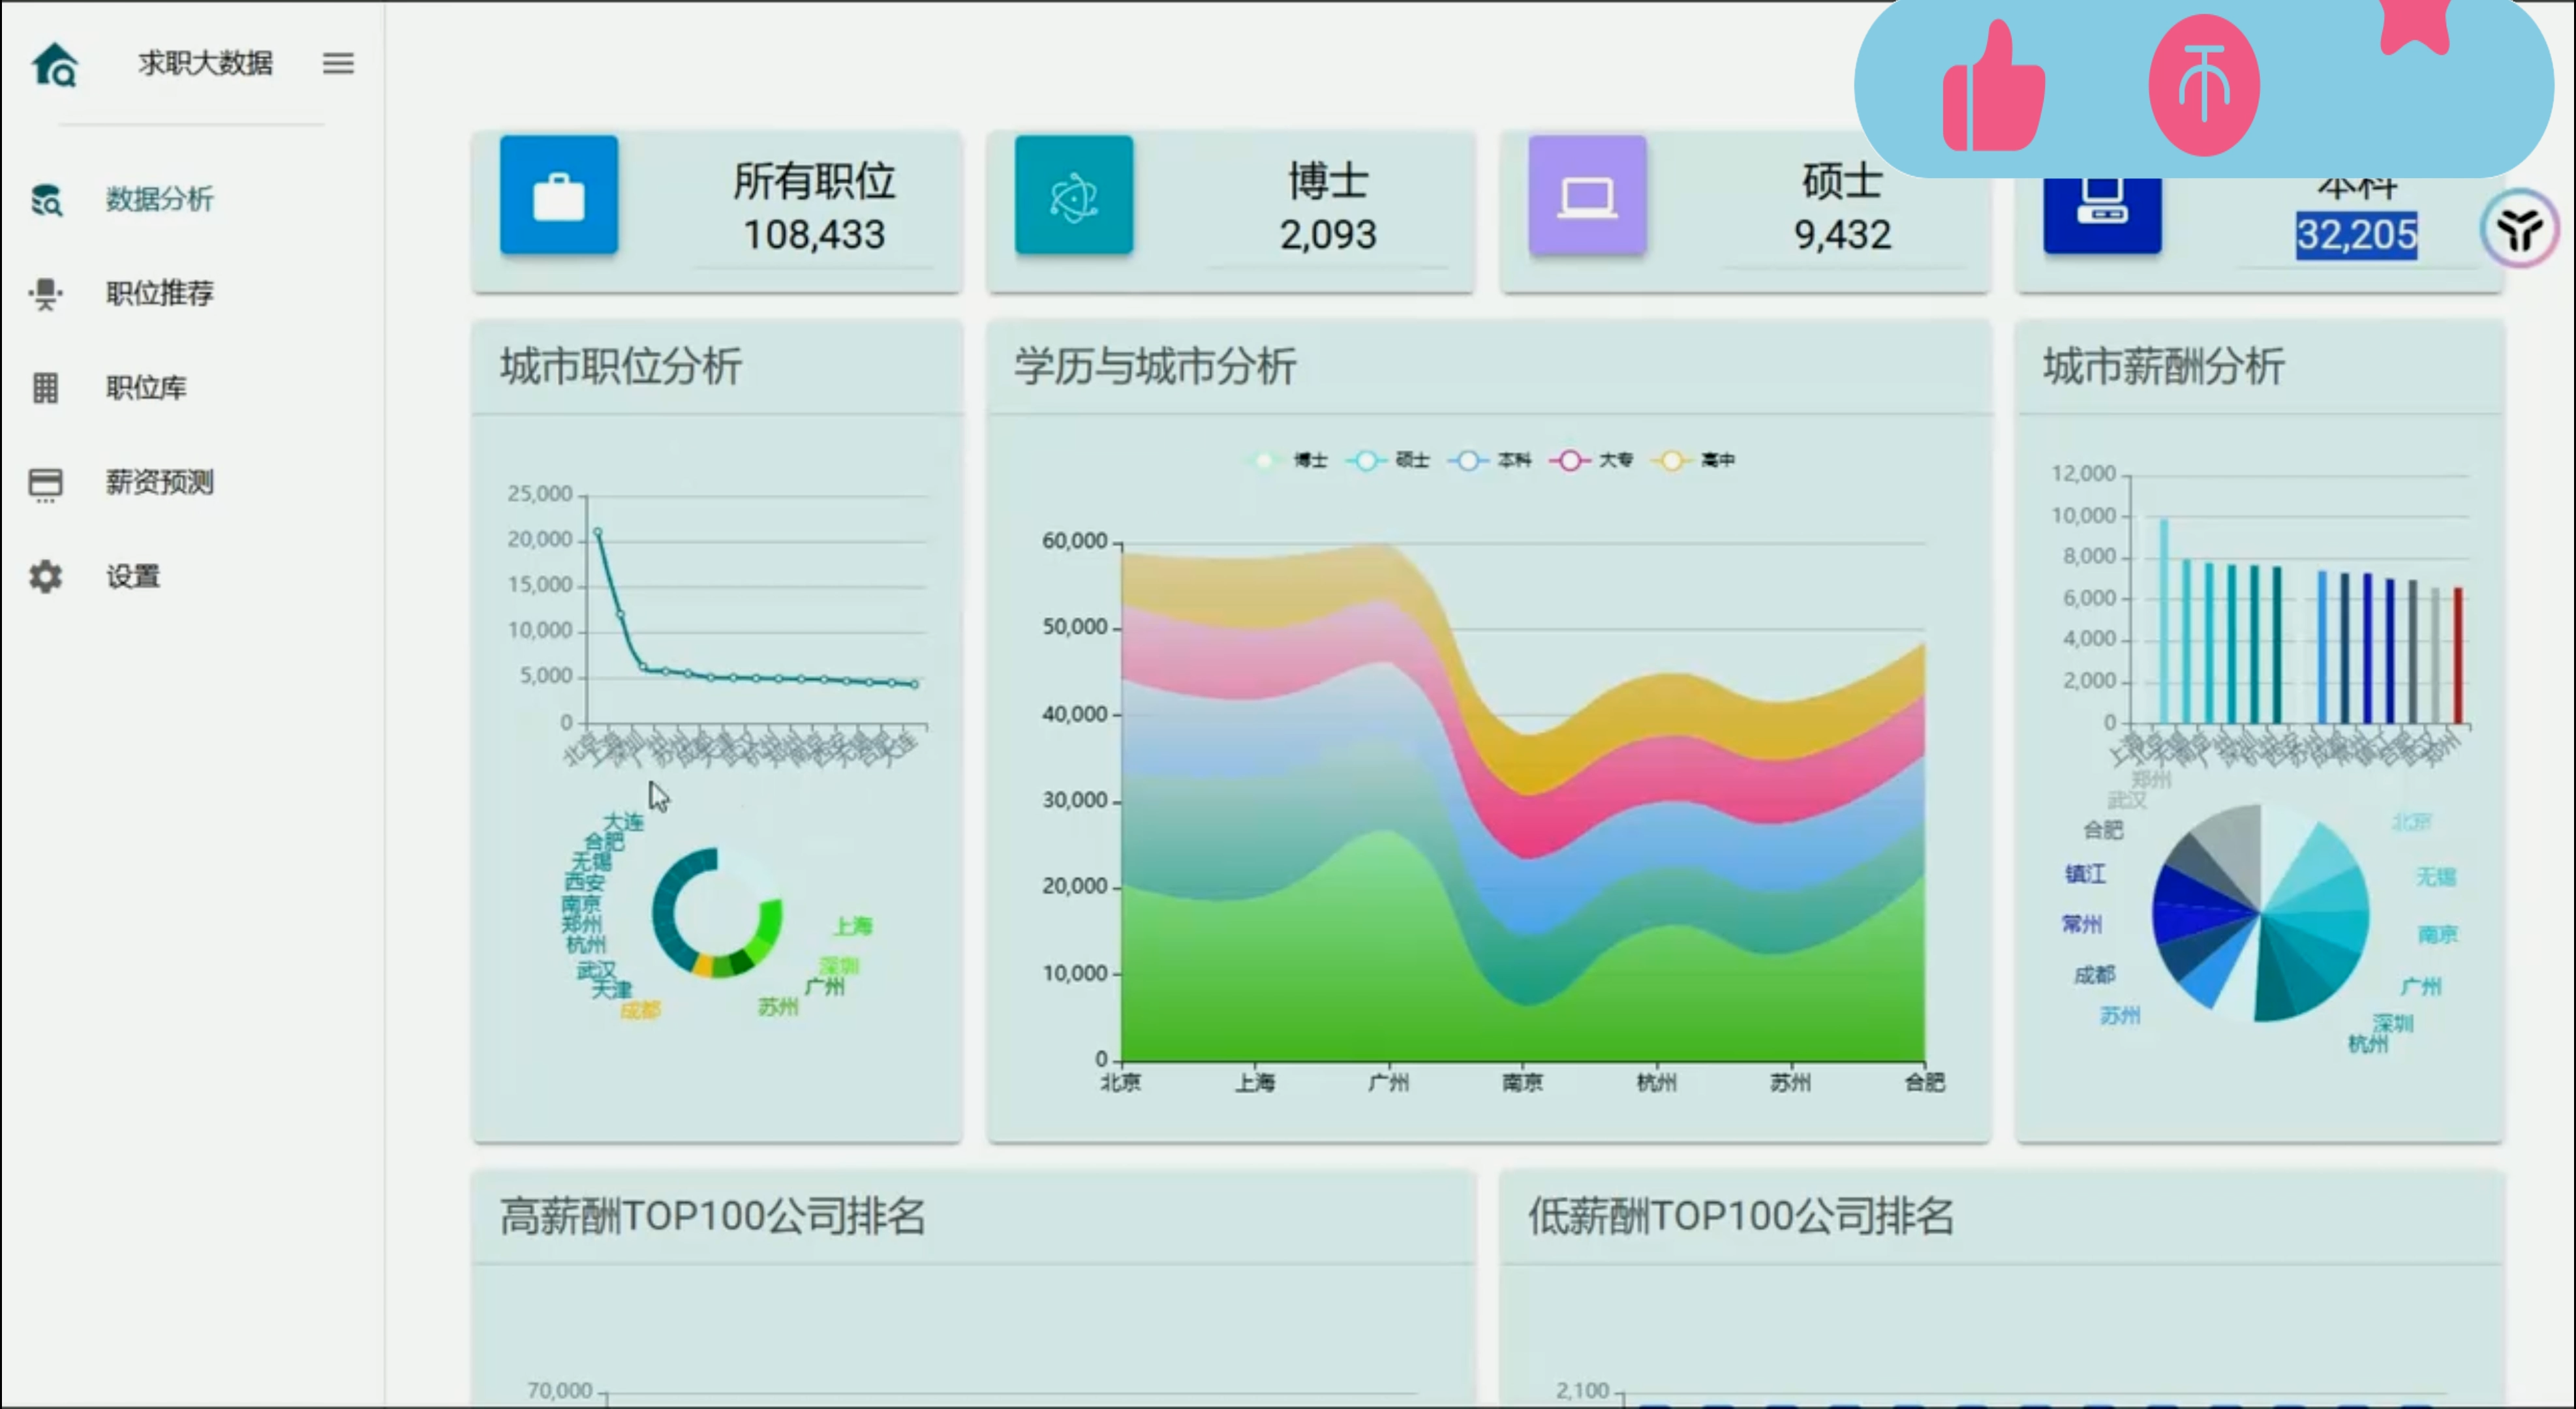 求职大数据
数据分析
职位推荐
职位库
薪资预测
设置
所有职位
108,433
博士
2,093
硕士
9,432
本科
32,205
城市职位分析
25,000
20,000
15,000
10,000
5,000
0
大连
合肥
无锡
西安
南京
郑州
杭州
武汉
天津
成都
上海
深圳
广州
苏州
学历与城市分析
博士 硕士 本科 大专 高中
60,000
50,000
40,000
30,000
20,000
10,000
0
北京 上海 广州 南京 杭州 苏州 合肥
城市薪酬分析
12,000
10,000
8,000
6,000
4,000
2,000
0
郑州
武汉
合肥
镇江
常州
成都
苏州
北京
无锡
南京
广州
深圳
杭州
高薪酬TOP100公司排名
70,000
低薪酬TOP100公司排名
2,100